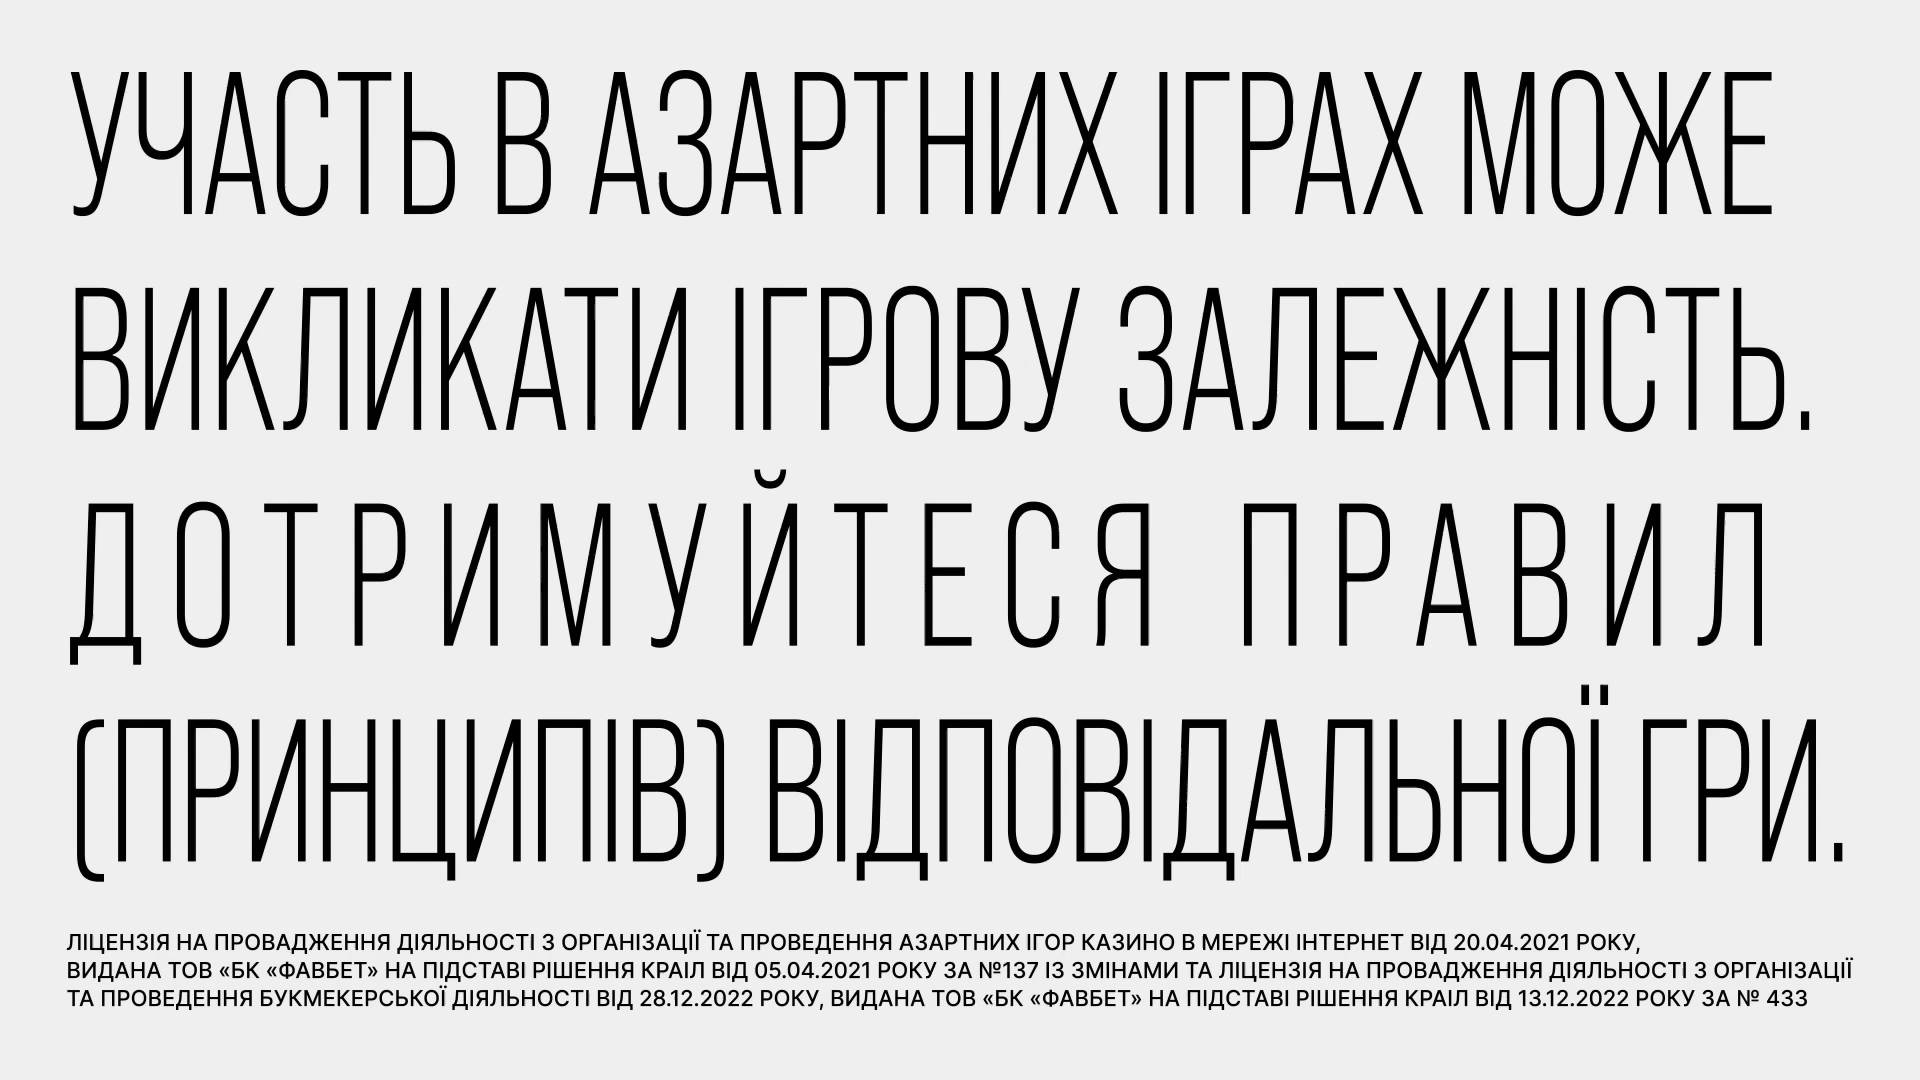 УЧАСТЬ В АЗАРТНИХ ІГРАХ МОЖЕ
ВИКЛИКАТИ ІГРОВУ ЗАЛЕЖНІСТЬ.
ДОТРИМУЙТЕСЯ ПРАВИЛ
(ПРИНЦИПІВ) ВІДПОВІДАЛЬНОЇ ГРИ.
ЛІЦЕНЗІЯ НА ПРОВАДЖЕННЯ ДІЯЛЬНОСТІ З ОРГАНІЗАЦІЇ ТА ПРОВЕДЕННЯ АЗАРТНИХ ІГОР КАЗИНО В МЕРЕЖІ ІНТЕРНЕТ ВІД 20.04.2021 РОКУ,
ВИДАНА ТОВ «БК «ФАВБЕТ» НА ПІДСТАВІ РІШЕННЯ КРАІЛ ВІД 05.04.2021 РОКУ ЗА №137 ІЗ ЗМІНАМИ ТА ЛІЦЕНЗІЯ НА ПРОВАДЖЕННЯ ДІЯЛЬНОСТІ З ОРГАНІЗАЦІЇ
ТА ПРОВЕДЕННЯ БУКМЕКЕРСЬКОЇ ДІЯЛЬНОСТІ ВІД 28.12.2022 РОКУ, ВИДАНА ТОВ «БК «ФАВБЕТ» НА ПІДСТАВІ РІШЕННЯ КРАІЛ ВІД 13.12.2022 РОКУ ЗА № 433